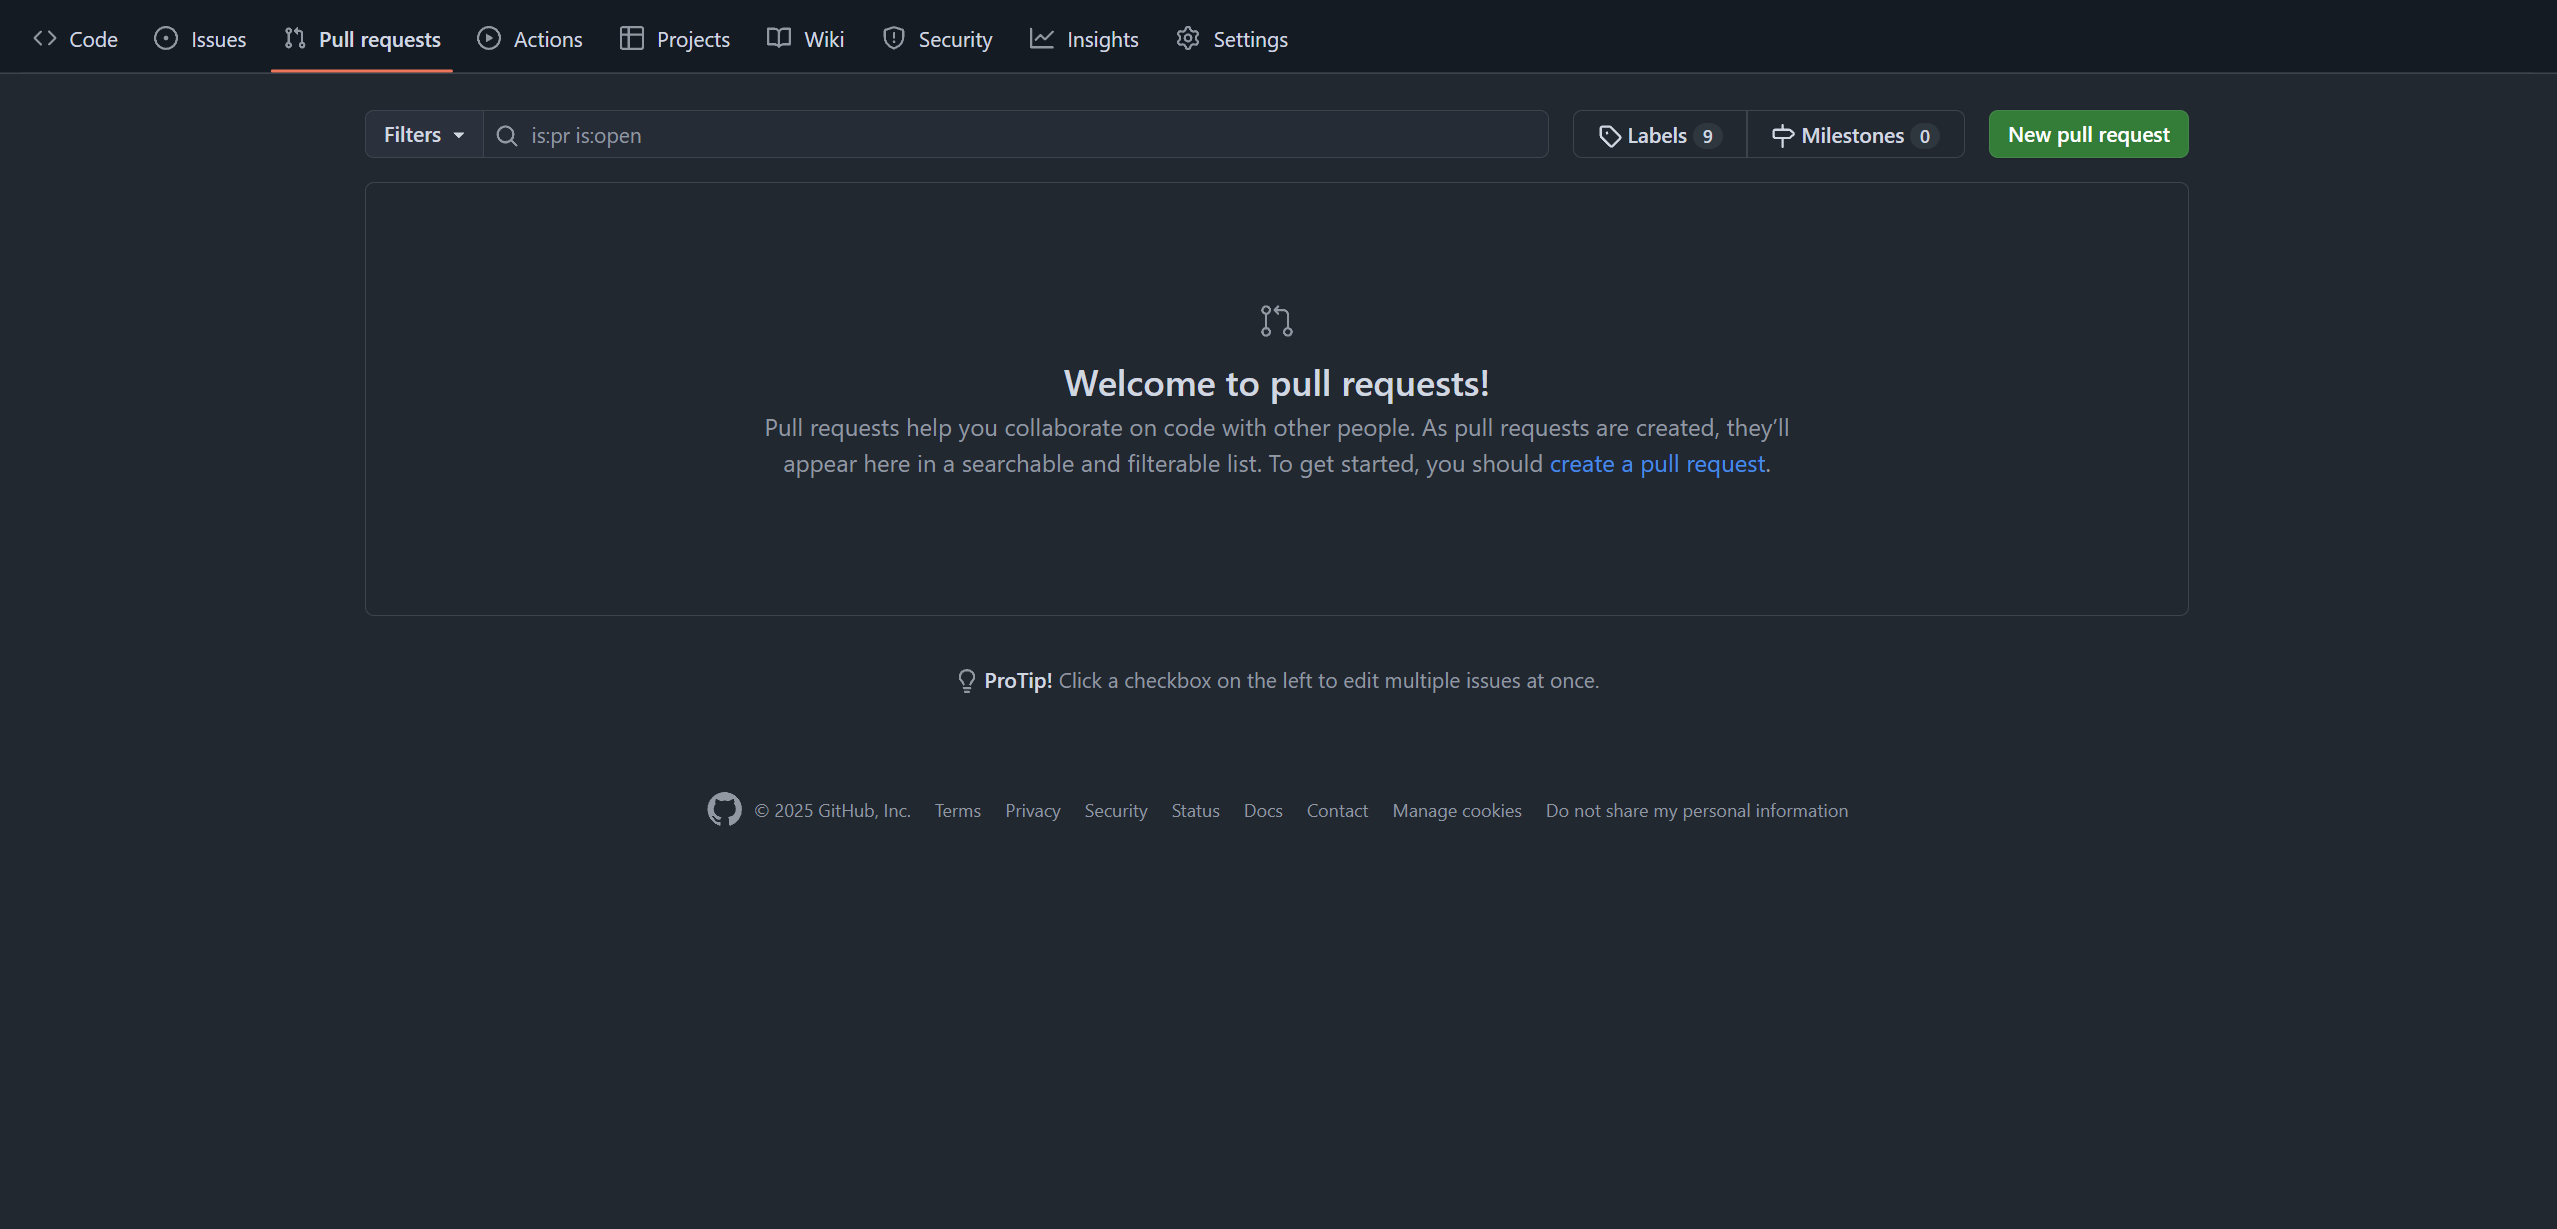 Code Issues Pull requests Actions Projects Wiki Security Insights Settings
Filters is:pr is:open Labels 9 Milestones 0 New pull request
Welcome to pull requests!
Pull requests help you collaborate on code with other people. As pull requests are created, they’ll
appear here in a searchable and filterable list. To get started, you should create a pull request.
ProTip! Click a checkbox on the left to edit multiple issues at once.
© 2025 GitHub, Inc. Terms Privacy Security Status Docs Contact Manage cookies Do not share my personal information